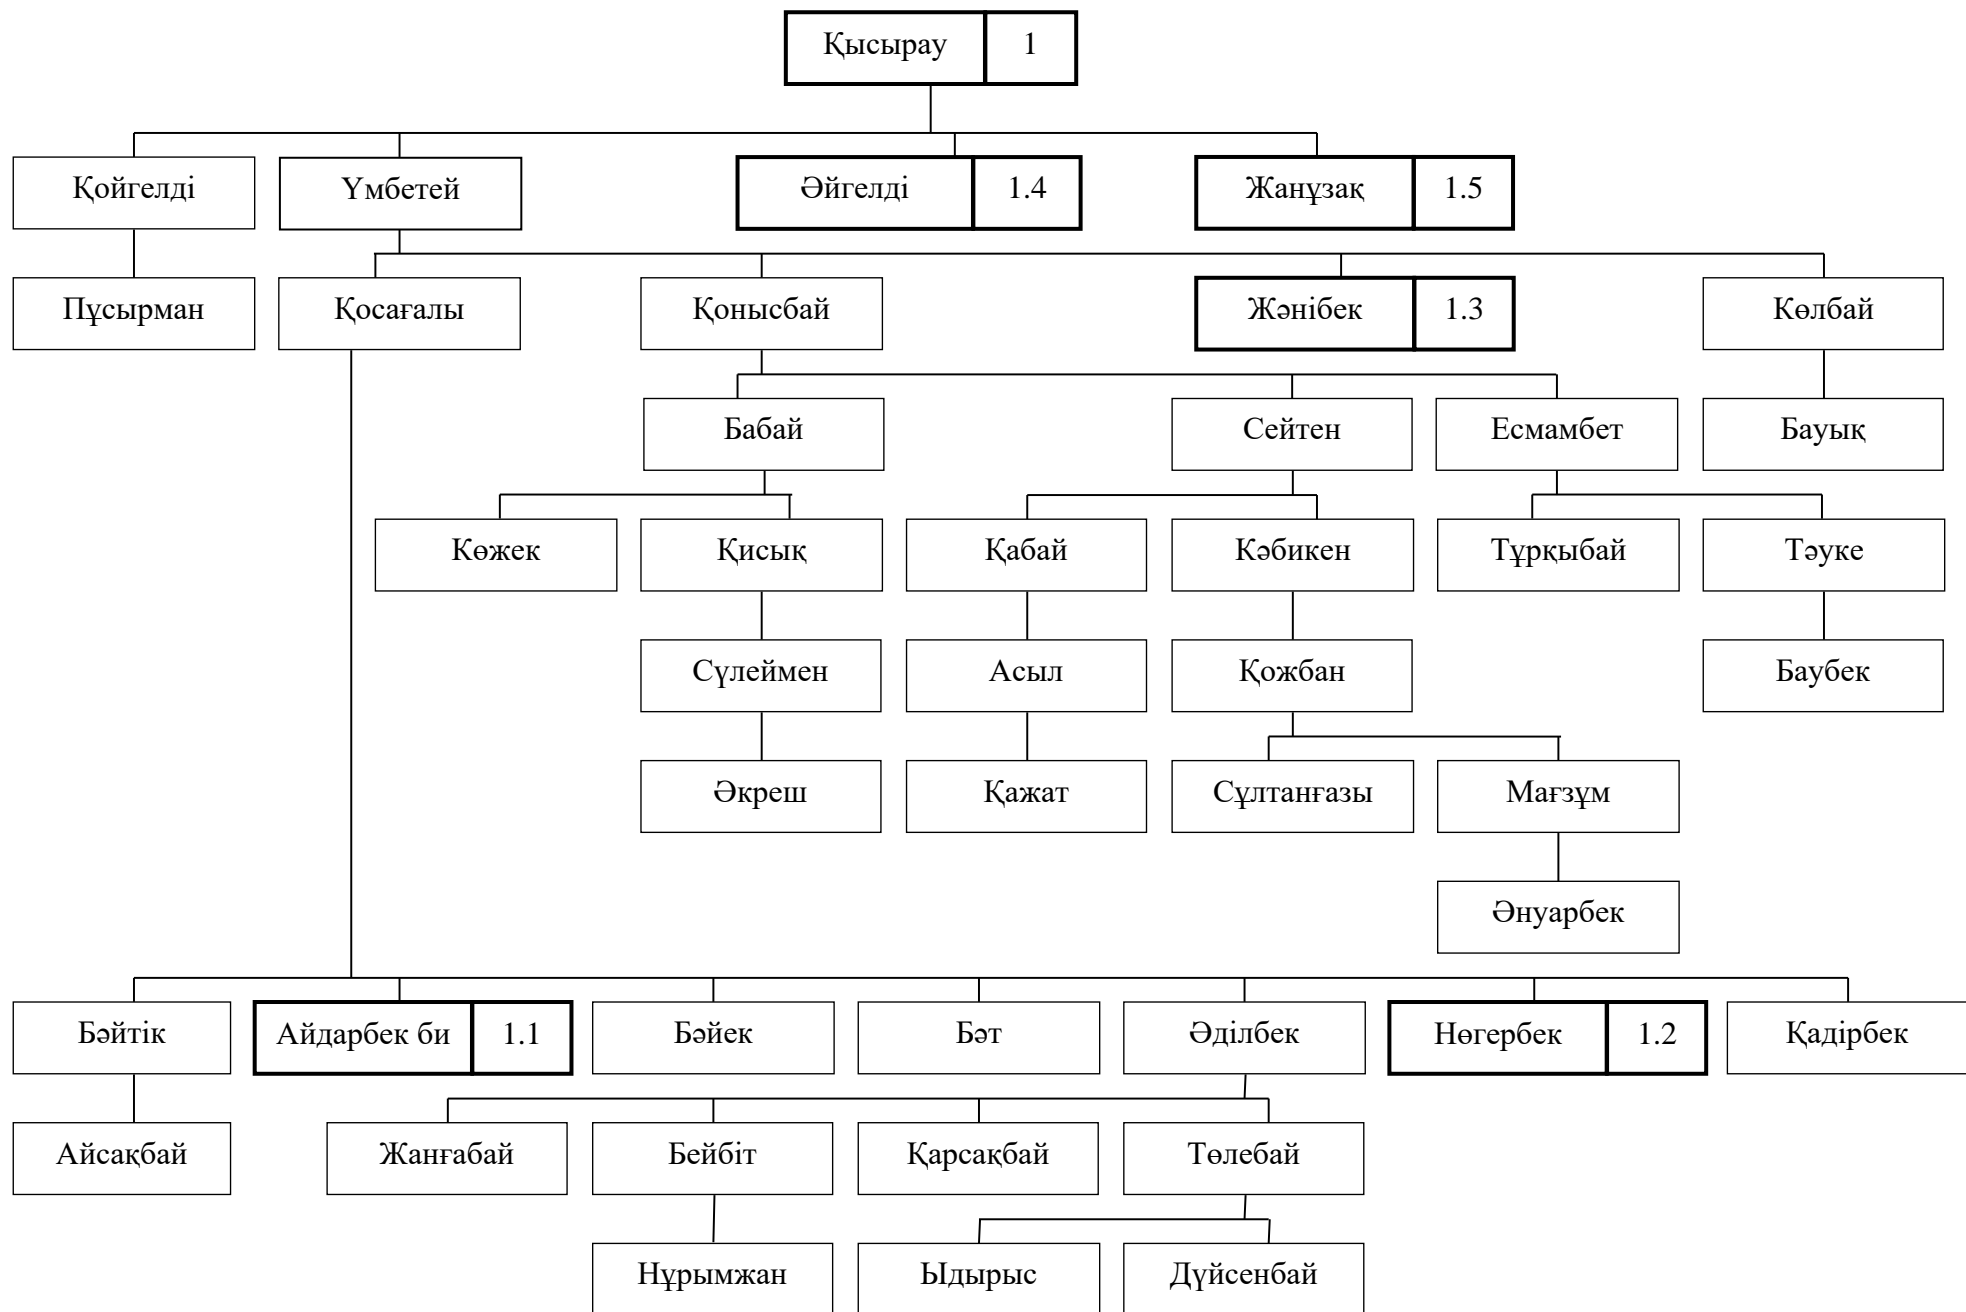 Қысырау 1
Қойгелді Үмбетей Әйгелді 1.4 Жанұзақ 1.5
Пұсырман Қосағалы Қонысбай Жәнібек 1.3 Көлбай
Бабай Сейтен Есмамбет Бауық
Көжек Қисық Қабай Кәбикен Тұрқыбай Тәуке
Сүлеймен Асыл Қожбан Баубек
Әкреш Қажат Сұлтанғазы Мағзұм
Әнуарбек
Бәйтік Айдарбек би 1.1 Бәйек Бәт Әділбек Нөгербек 1.2 Қадірбек
Айсақбай Жанғабай Бейбіт Қарсақбай Төлебай
Нұрымжан Ыдырыс Дүйсенбай